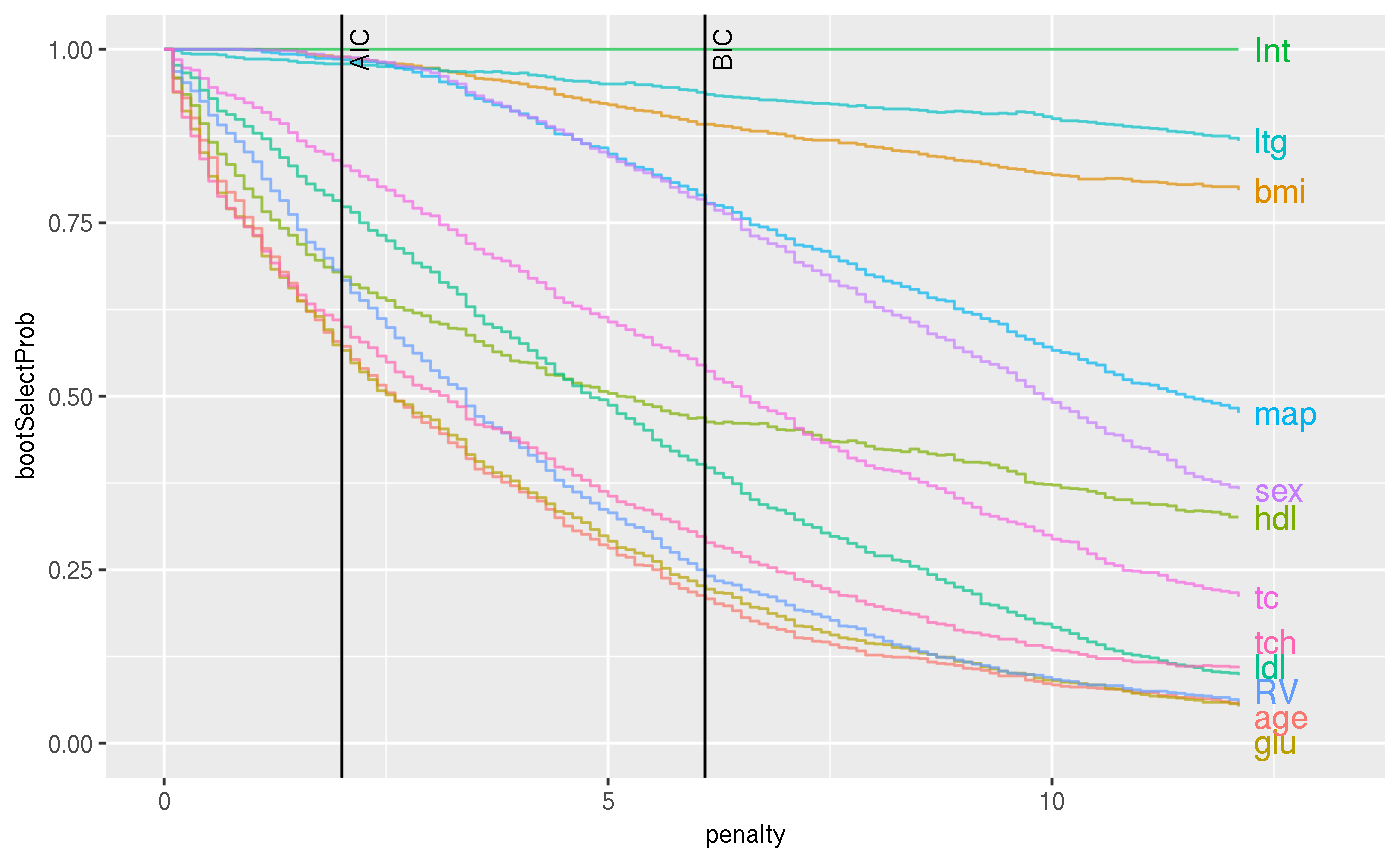 AIC
BIC
1.00
0.75
0.50
0.25
0.00
bootSelectProb
Int
ltg
bmi
map
sex
hdl
tc
tch
ldl
RV
age
glu
0
5
10
penalty